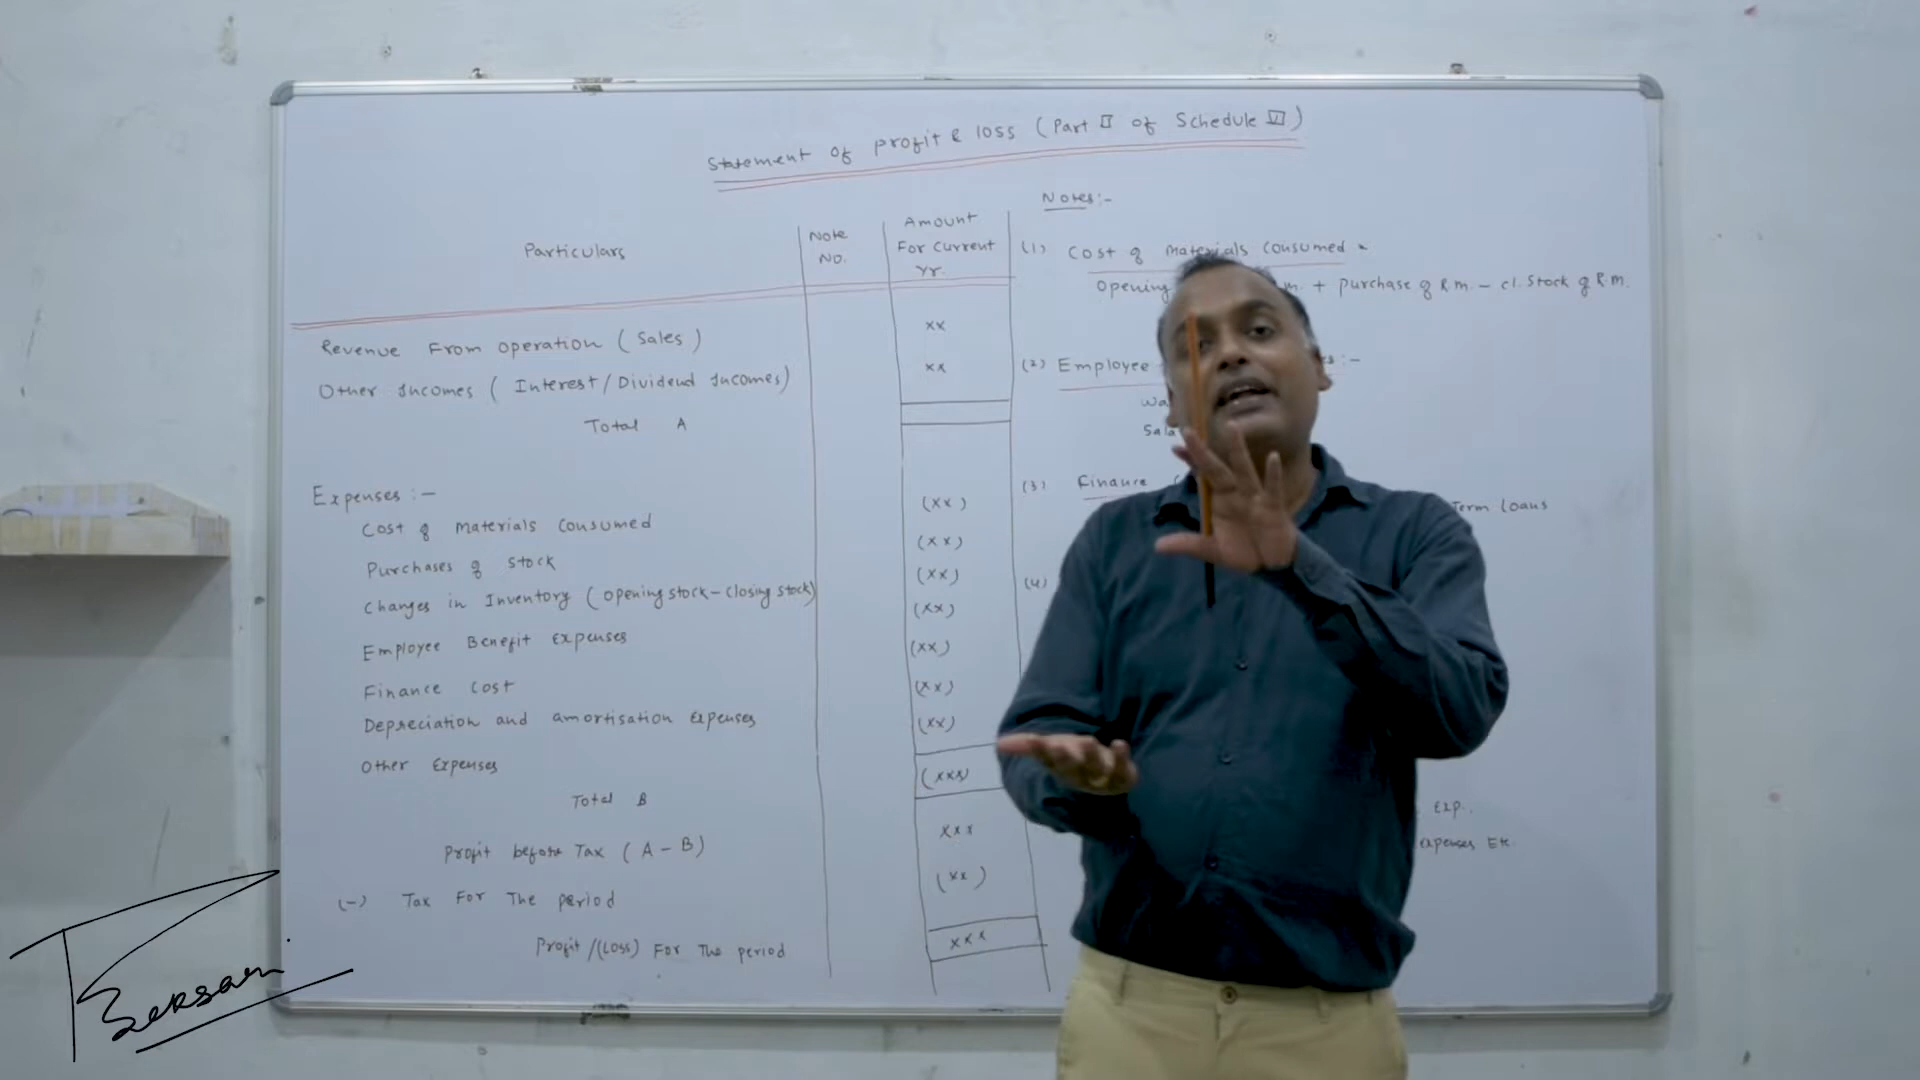 Statement of profit & loss (Part II of Schedule VI)
Particulars
Note No.
Amount For Current Yr.
Revenue From operation (Sales) xx
Other Incomes (Interest/Dividend Incomes) xx
Total A
Expenses :-
Cost of materials consumed (xx)
Purchases of stock (xx)
Changes in Inventory (opening stock - closing stock) (xx)
Employee Benefit Expenses (xx)
Finance cost (xx)
Depreciation and amortisation Expenses (xx)
Other Expenses (xx)
Total B (xxx)
Profit before Tax (A - B) xxx
(-) Tax For The period (xx)
Profit/(Loss) For The period xxx
Notes:-
(1) Cost of materials consumed -
Opening m. + purchase of R.m. - cl. stock of R.m.
(2) Employee :-
(3) Finance
Term loans
(4)
Exp.
expenses Etc.